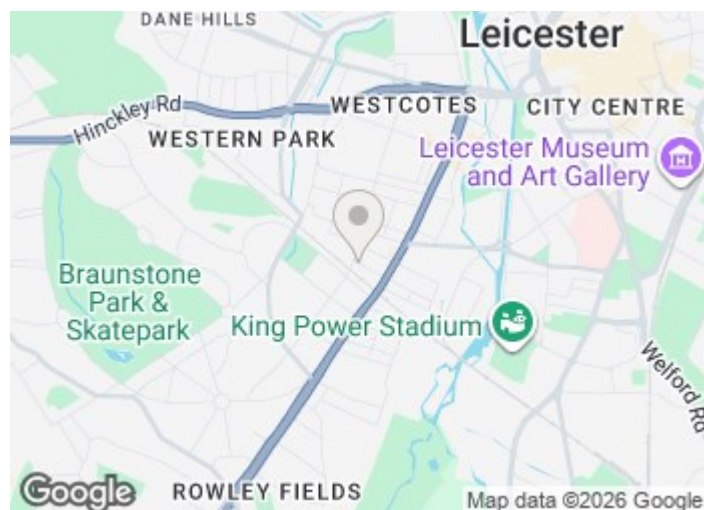 DANE HILLS
Leicester
Hinckley Rd
WESTCOTES
CITY CENTRE
WESTERN PARK
Leicester Museum
and Art Gallery
Braunstone
Park &
Skatepark
King Power Stadium
Welford Rd
ROWLEY FIELDS
Google
Map data ©2026 Google